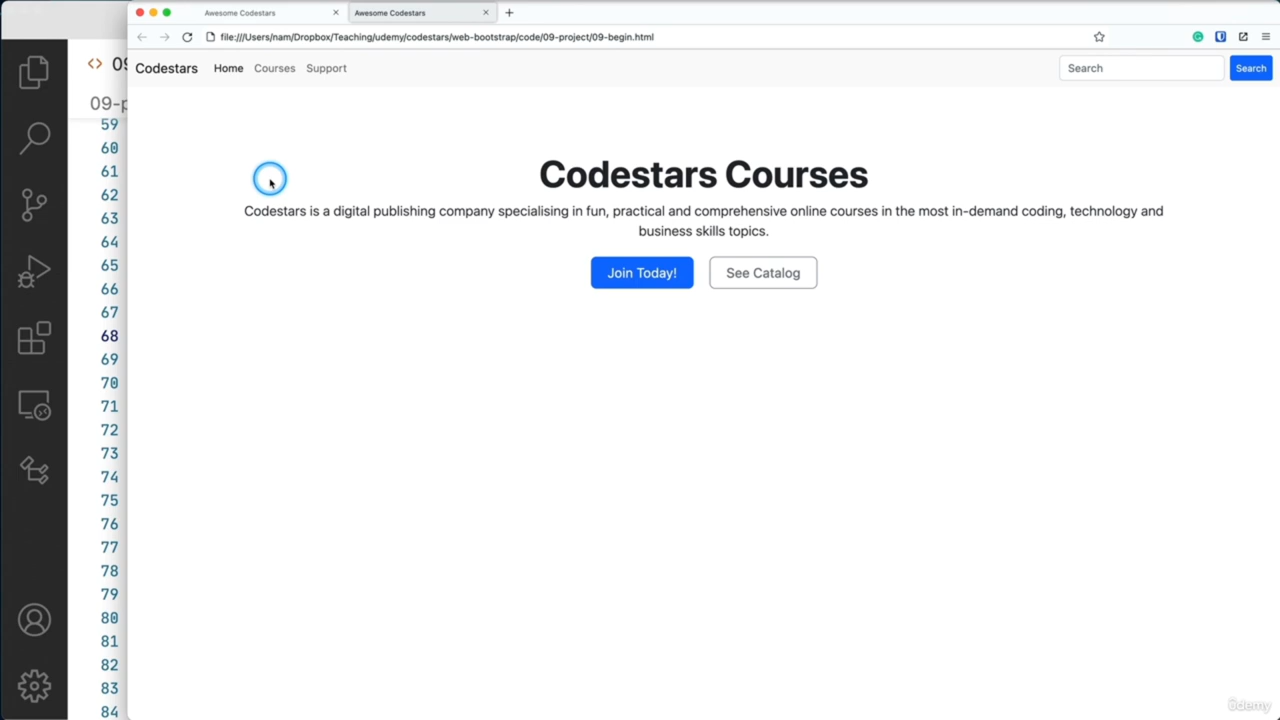 Awesome Codestars
Awesome Codestars
file:///Users/nam/Dropbox/Teaching/udemy/codestars/web-bootstrap/code/09-project/09-begin.html
Codestars Home Courses Support Search Search
Codestars Courses
Codestars is a digital publishing company specialising in fun, practical and comprehensive online courses in the most in-demand coding, technology and
business skills topics.
Join Today! See Catalog
09
09-p
59
60
61
62
63
64
65
66
67
68
69
70
71
72
73
74
75
76
77
78
79
80
81
82
83
84
ûdemy